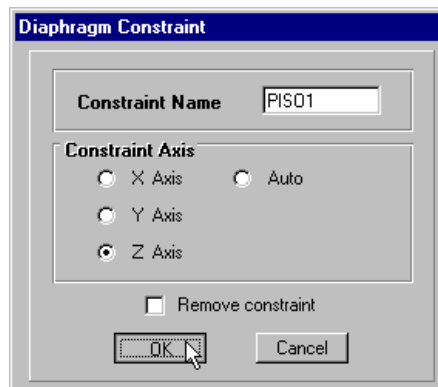 Diaphragm Constraint
Constraint Name PISO1
Constraint Axis
X Axis Auto
Y Axis
Z Axis
Remove constraint
OK Cancel